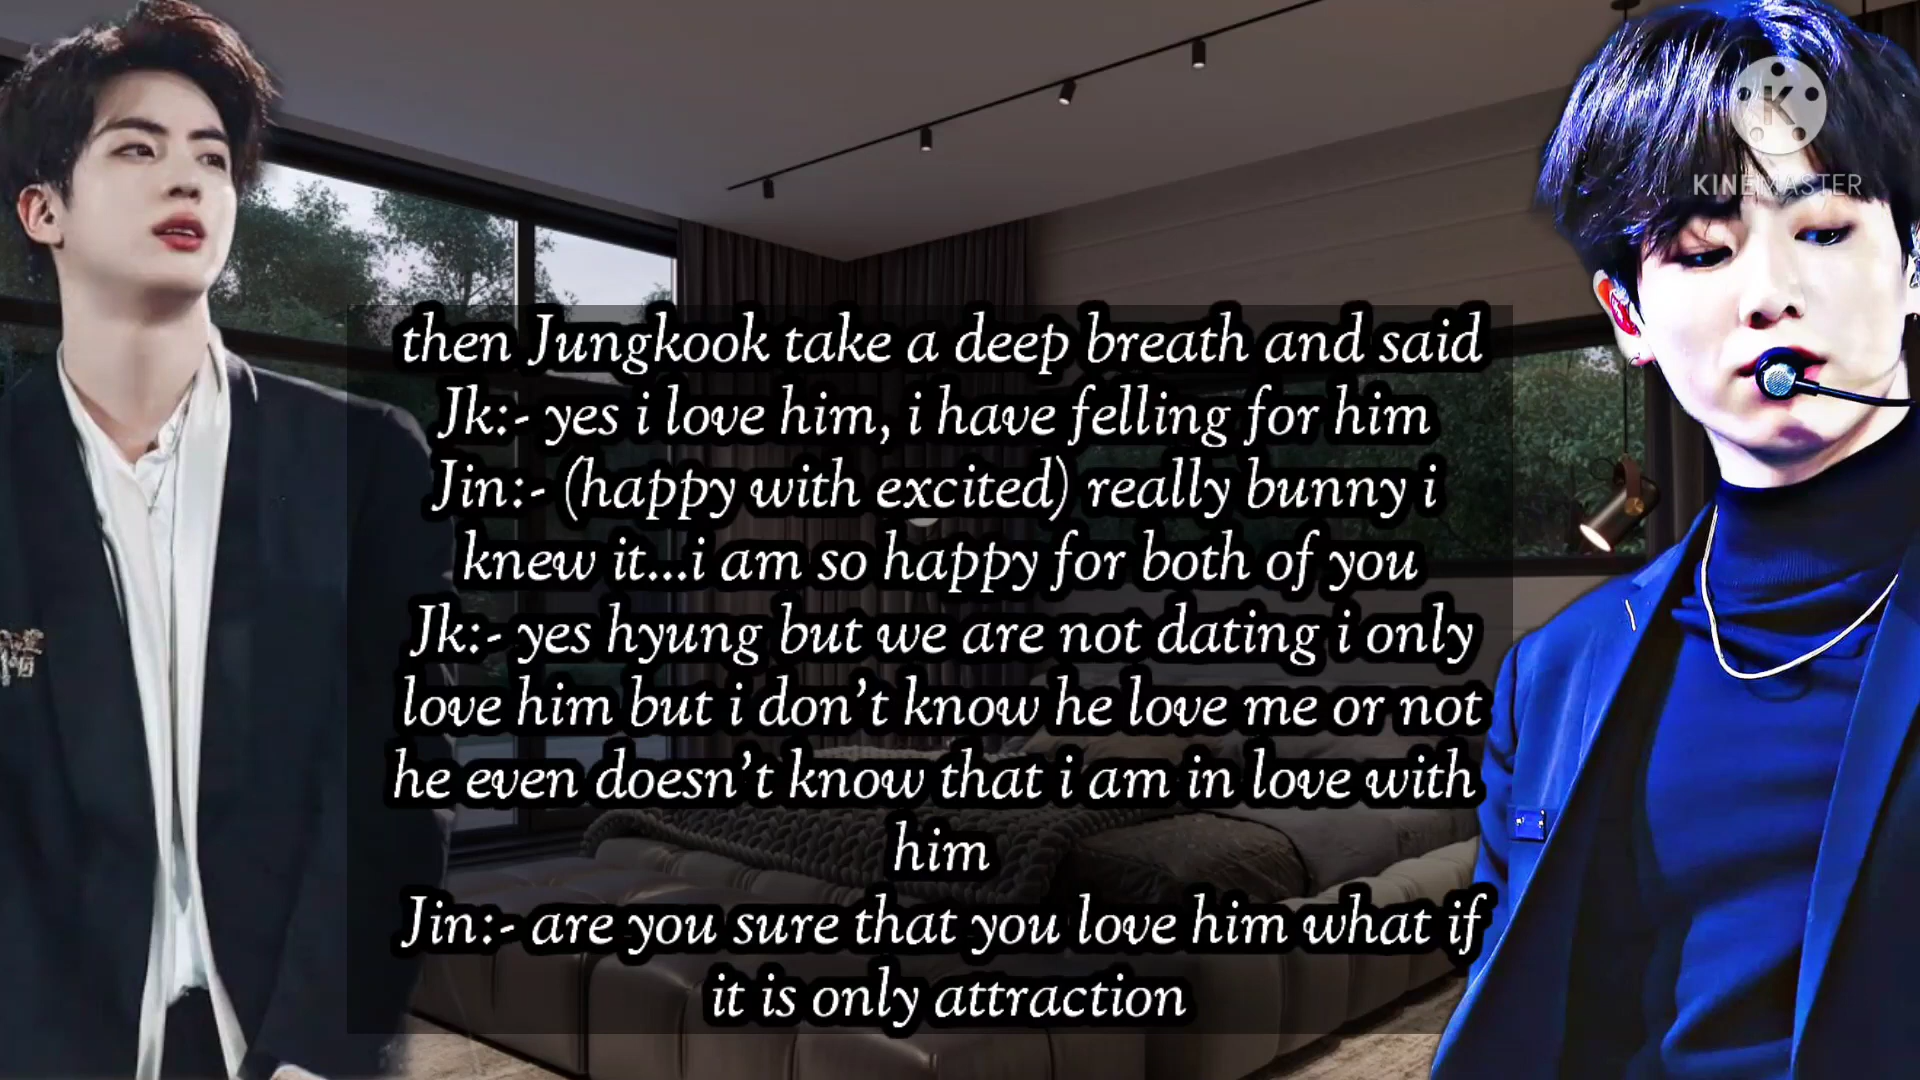 K
KINEMASTER
then Jungkook take a deep breath and said
Jk:- yes i love him, i have felling for him
Jin:- (happy with excited) really bunny i
knew it...i am so happy for both of you
Jk:- yes hyung but we are not dating i only
love him but i don't know he love me or not
he even doesn't know that i am in love with
him
Jin:- are you sure that you love him what if
it is only attraction